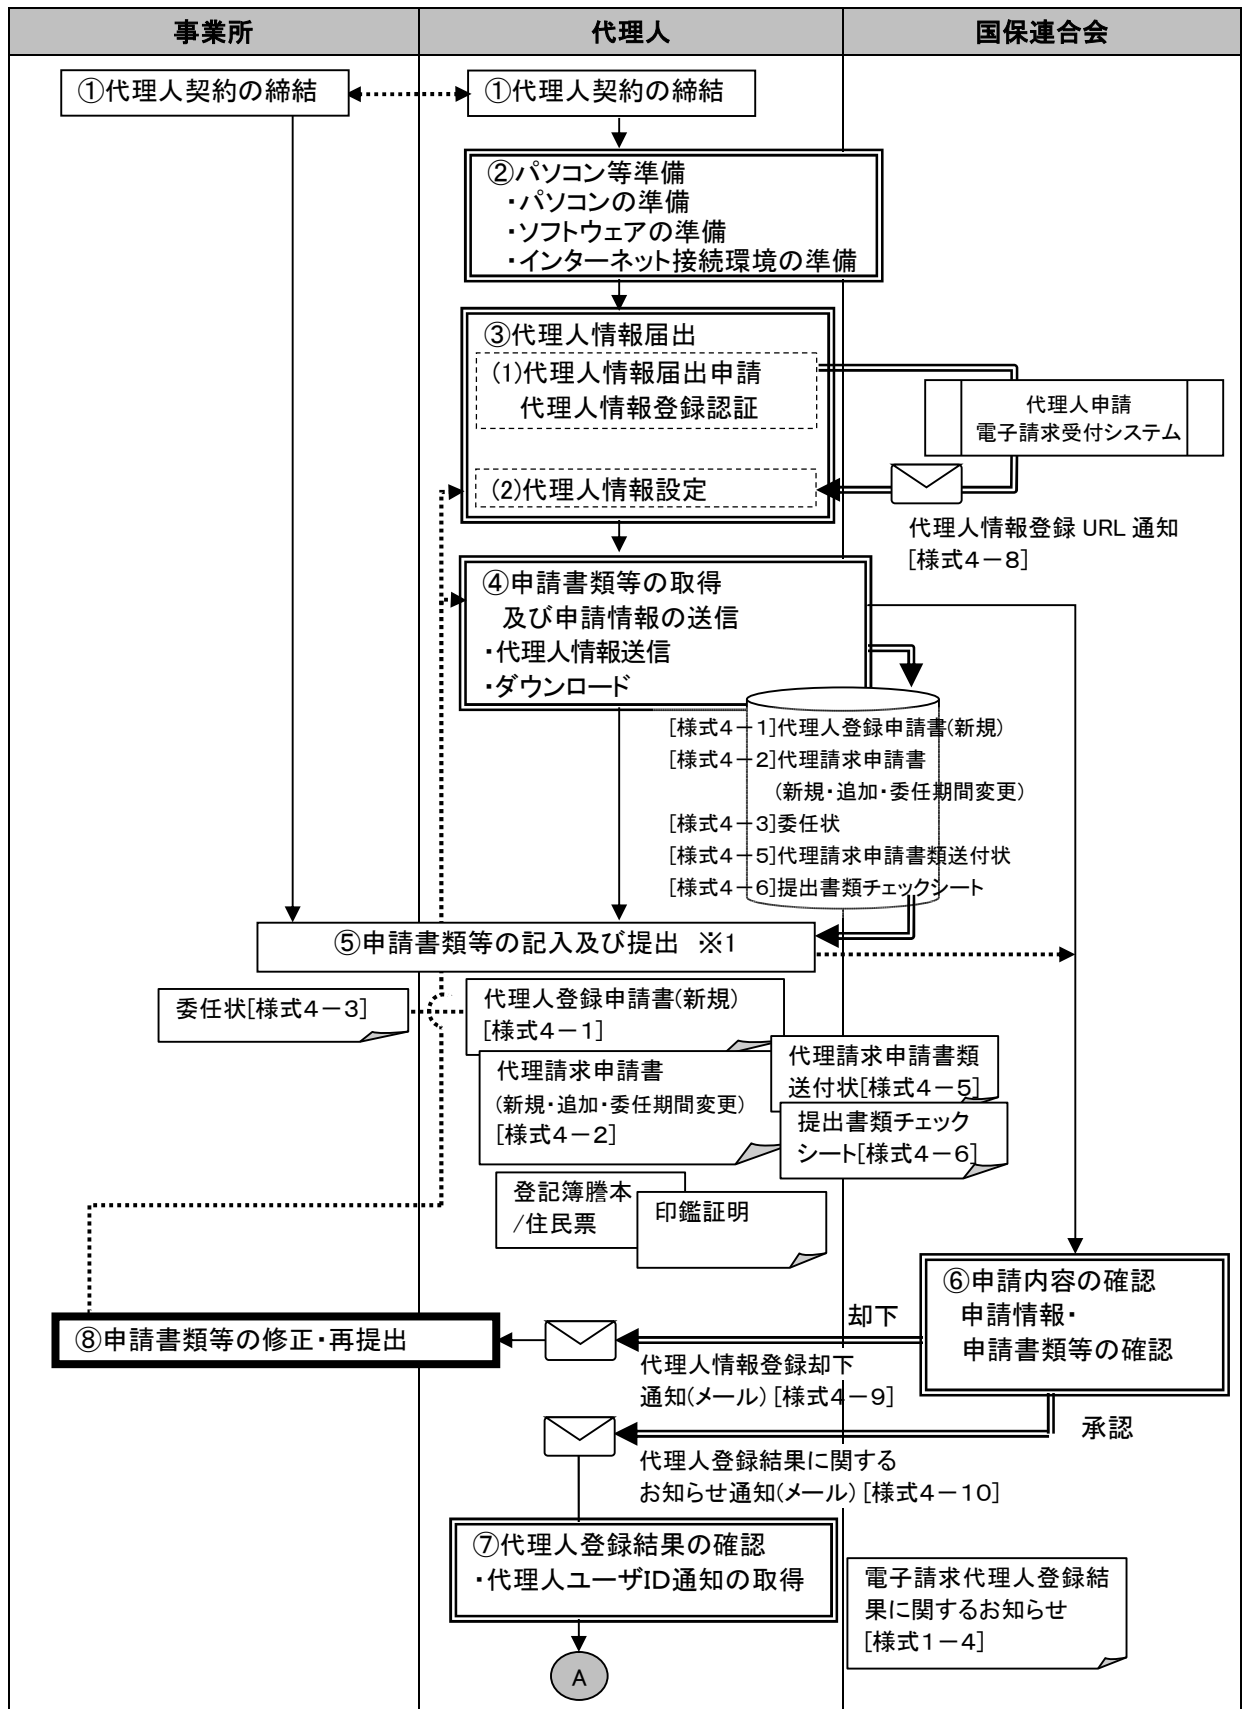 事業所
代理人
国保連合会
①代理人契約の締結
①代理人契約の締結
②パソコン等準備
・パソコンの準備
・ソフトウェアの準備
・インターネット接続環境の準備
③代理人情報届出
(1)代理人情報届出申請
代理人情報登録認証
代理人申請
電子請求受付システム
(2)代理人情報設定
代理人情報登録 URL 通知
[様式4-8]
④申請書類等の取得
及び申請情報の送信
・代理人情報送信
・ダウンロード
[様式4-1]代理人登録申請書(新規)
[様式4-2]代理請求申請書
(新規・追加・委任期間変更)
[様式4-3]委任状
[様式4-5]代理請求申請書類送付状
[様式4-6]提出書類チェックシート
⑤申請書類等の記入及び提出 ※1
委任状[様式4-3]
代理人登録申請書(新規)
[様式4-1]
代理請求申請書
(新規・追加・委任期間変更)
[様式4-2]
代理請求申請書類
送付状[様式4-5]
提出書類チェック
シート[様式4-6]
登記簿謄本
/住民票
印鑑証明
⑥申請内容の確認
申請情報・
申請書類等の確認
却下
⑧申請書類等の修正・再提出
代理人情報登録却下
通知(メール) [様式4-9]
承認
代理人登録結果に関する
お知らせ通知(メール) [様式4-10]
⑦代理人登録結果の確認
・代理人ユーザID通知の取得
電子請求代理人登録結
果に関するお知らせ
[様式1-4]
A